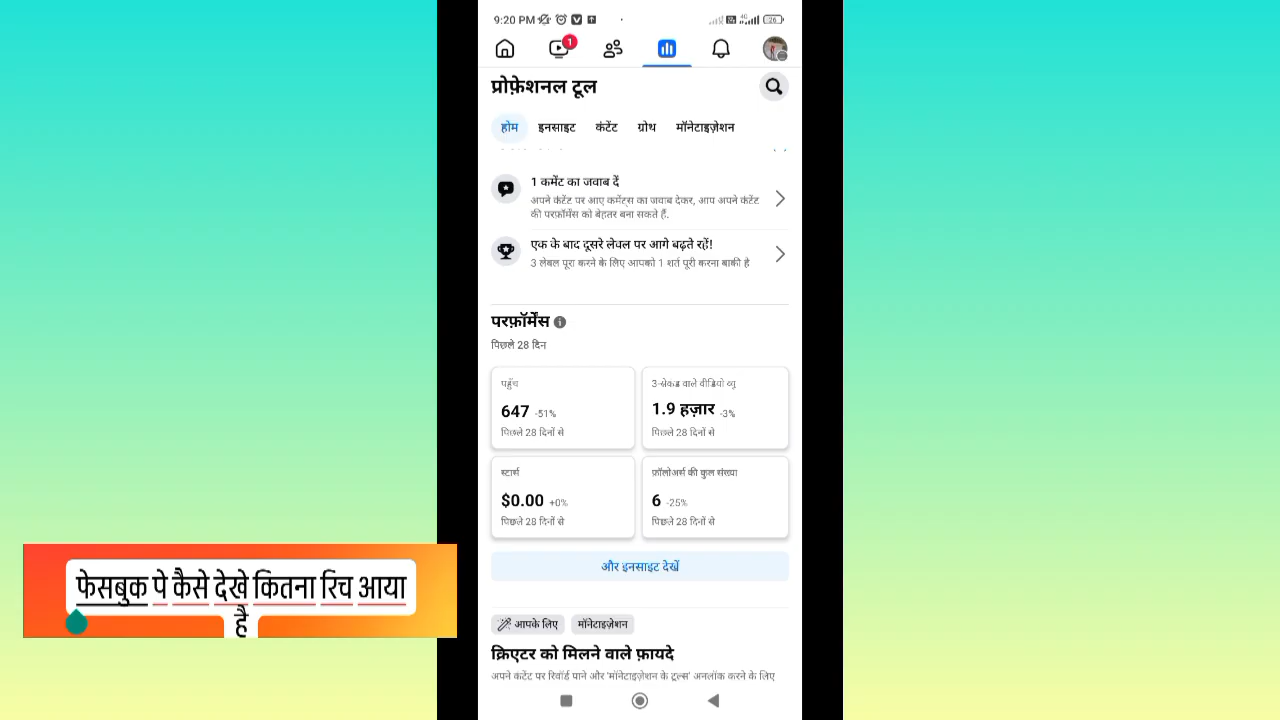 9:20 PM
1
4G
26
प्रोफ़ेशनल टूल
होम इनसाइट कंटेंट ग्रोथ मॉनेटाइज़ेशन
1 कमेंट का जवाब दें
अपने कंटेंट पर आए कमेंट्स का जवाब देकर, आप अपने कंटेंट
की परफ़ॉर्मेंस को बेहतर बना सकते हैं.
एक के बाद दूसरे लेवल पर आगे बढ़ते रहें!
3 लेवल पूरा करने के लिए आपको 1 शर्त पूरी करना बाकी है
परफ़ॉर्मेंस
पिछले 28 दिन
पहुँच
647 -51%
पिछले 28 दिनों से
3-सेकंड वाले वीडियो व्यू
1.9 हज़ार -3%
पिछले 28 दिनों से
स्टार्स
$0.00 +0%
पिछले 28 दिनों से
फ़ॉलोअर्स की कुल संख्या
6 -25%
पिछले 28 दिनों से
और इनसाइट देखें
आपके लिए मॉनेटाइज़ेशन
क्रिएटर को मिलने वाले फ़ायदे
अपने कंटेंट पर रिवॉर्ड पाने और 'मॉनेटाइज़ेशन के टूल्स' अनलॉक करने के लिए
फेसबुक पे कैसे देखे कितना रिच आया
है